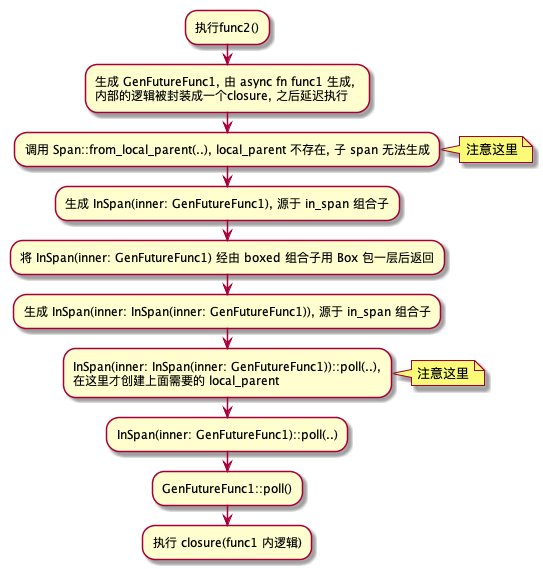 执行func2()
生成 GenFutureFunc1, 由 async fn func1 生成,
内部的逻辑被封装成一个closure, 之后延迟执行
调用 Span::from_local_parent(..), local_parent 不存在, 子 span 无法生成
注意这里
生成 InSpan(inner: GenFutureFunc1), 源于 in_span 组合子
将 InSpan(inner: GenFutureFunc1) 经由 boxed 组合子用 Box 包一层后返回
生成 InSpan(inner: InSpan(inner: GenFutureFunc1)), 源于 in_span 组合子
InSpan(inner: InSpan(inner: GenFutureFunc1))::poll(..),
在这里才创建上面需要的 local_parent
注意这里
InSpan(inner: GenFutureFunc1)::poll(..)
GenFutureFunc1::poll()
执行 closure(func1 内逻辑)